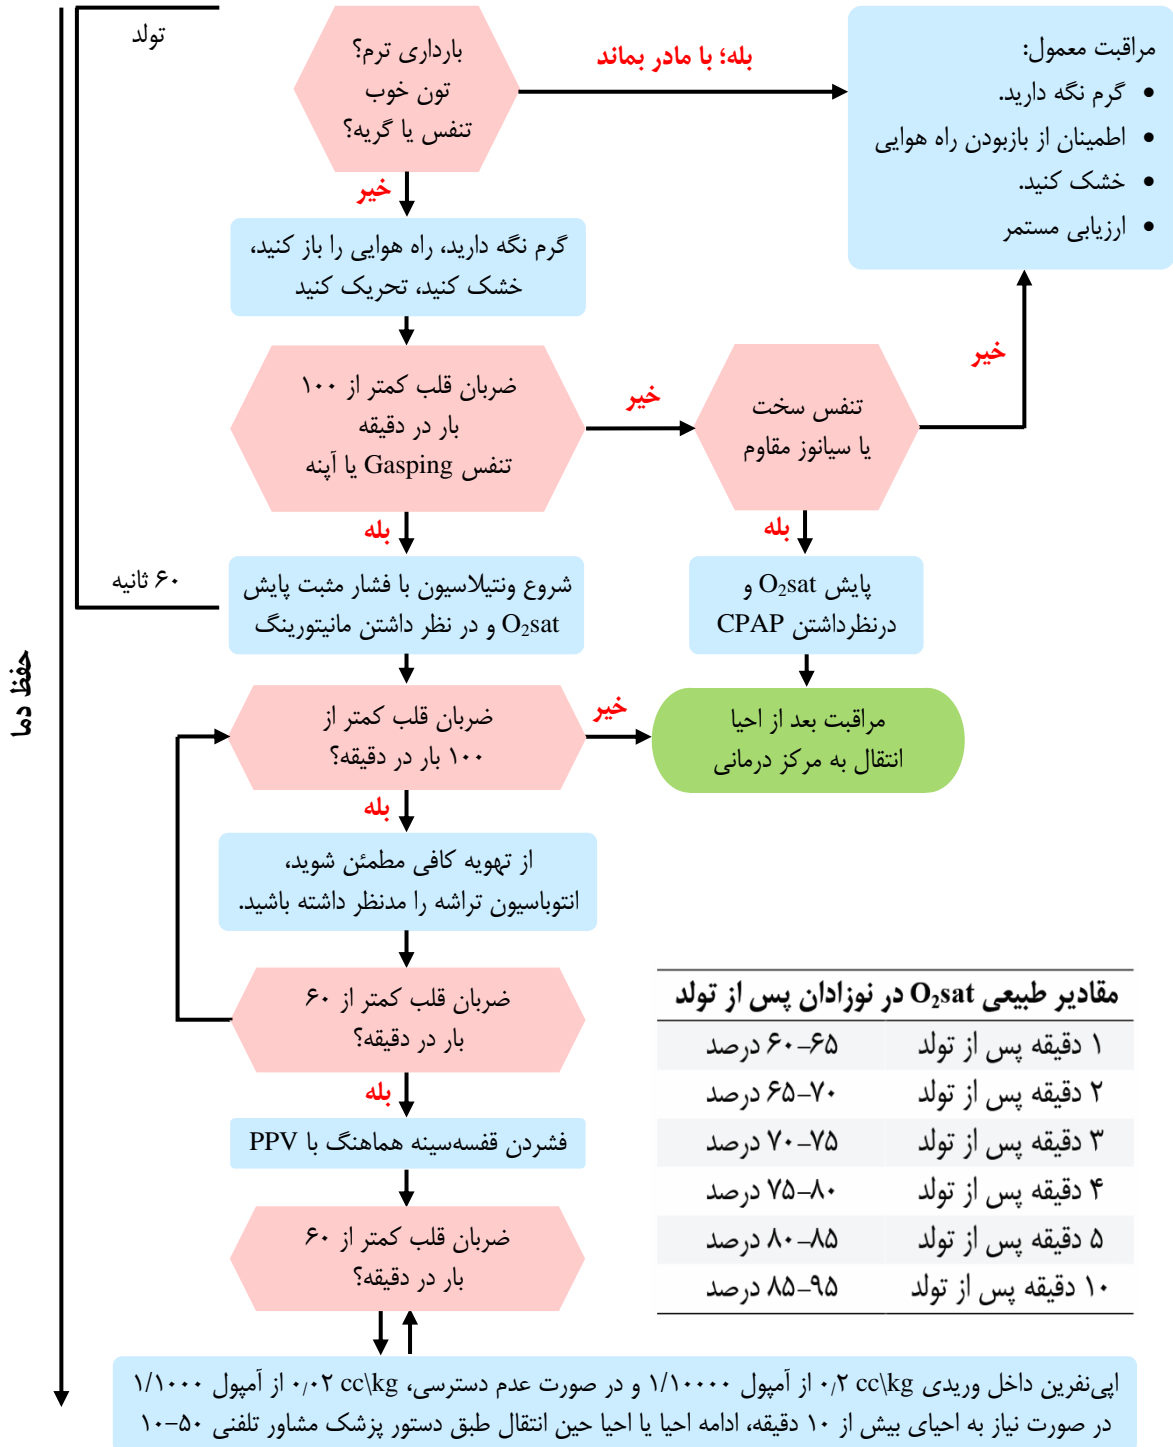 تولد
بارداری ترم؟
تون خوب
تنفس یا گریه؟
بله؛ با مادر بماند
مراقبت معمول:
• گرم نگه دارید.
• اطمینان از بازبودن راه هوایی
• خشک کنید.
• ارزیابی مستمر
خیر
گرم نگه دارید، راه هوایی را باز کنید،
خشک کنید، تحریک کنید
ضربان قلب کمتر از ۱۰۰
بار در دقیقه
تنفس Gasping یا آپنه
خیر
تنفس سخت
یا سیانوز مقاوم
خیر
بله
بله
۶۰ ثانیه
شروع ونتیلاسیون با فشار مثبت پایش
O₂sat و در نظر داشتن مانیتورینگ
پایش O₂sat و
درنظرداشتن CPAP
حفظ دما
ضربان قلب کمتر از
۱۰۰ بار در دقیقه؟
خیر
مراقبت بعد از احیا
انتقال به مرکز درمانی
بله
از تهویه کافی مطمئن شوید،
انتوباسیون تراشه را مدنظر داشته باشید.
ضربان قلب کمتر از ۶۰
بار در دقیقه؟
بله
فشردن قفسه‌سینه هماهنگ با PPV
ضربان قلب کمتر از ۶۰
بار در دقیقه؟
مقادیر طبیعی O₂sat در نوزادان پس از تولد
۱ دقیقه پس از تولد ۶۰–۶۵ درصد
۲ دقیقه پس از تولد ۶۵–۷۰ درصد
۳ دقیقه پس از تولد ۷۰–۷۵ درصد
۴ دقیقه پس از تولد ۷۵–۸۰ درصد
۵ دقیقه پس از تولد ۸۰–۸۵ درصد
۱۰ دقیقه پس از تولد ۸۵–۹۵ درصد
اپی‌نفرین داخل وریدی ۰٫۲ cc\kg از آمپول ۱/۱۰۰۰۰ و در صورت عدم دسترسی، ۰٫۰۲ cc\kg از آمپول ۱/۱۰۰۰
در صورت نیاز به احیای بیش از ۱۰ دقیقه، ادامه احیا یا احیا حین انتقال طبق دستور پزشک مشاور تلفنی ۵۰–۱۰